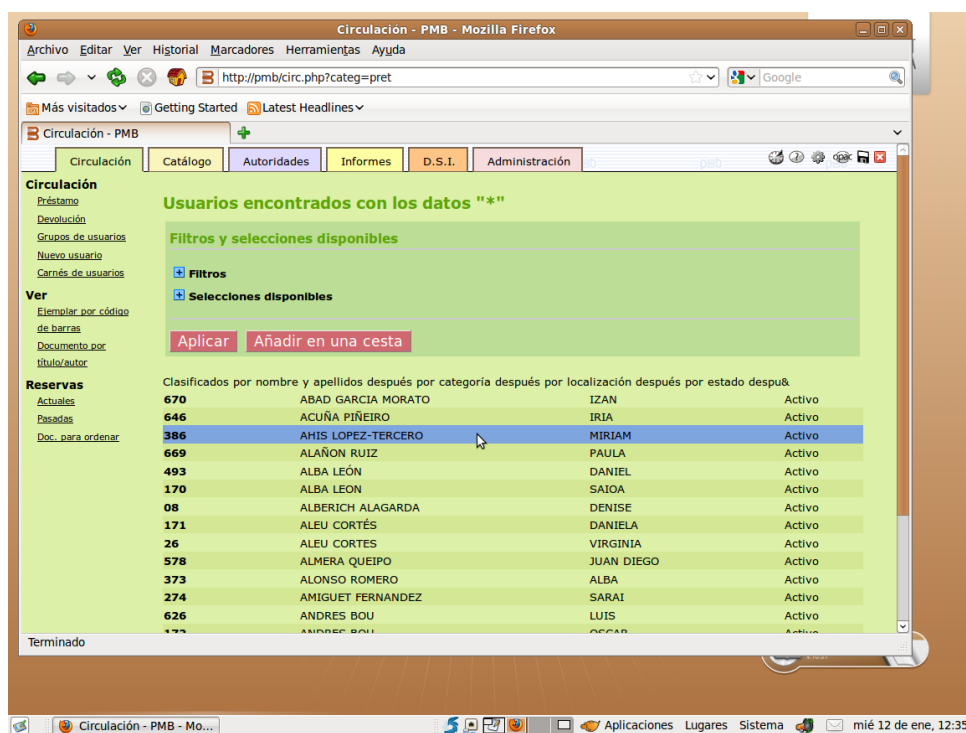 Circulación - PMB - Mozilla Firefox
Archivo Editar Ver Historial Marcadores Herramientas Ayuda
http://pmb/circ.php?categ=pret
Google
Más visitados
Getting Started
Latest Headlines
Circulación - PMB
Circulación
Catálogo
Autoridades
Informes
D.S.I.
Administración
opac
Circulación
Préstamo
Devolución
Grupos de usuarios
Nuevo usuario
Carnés de usuarios
Ver
Ejemplar por código
de barras
Documento por
título/autor
Reservas
Actuales
Pasadas
Doc. para ordenar
Usuarios encontrados con los datos "*"
Filtros y selecciones disponibles
Filtros
Selecciones disponibles
Aplicar
Añadir en una cesta
Clasificados por nombre y apellidos después por categoría después por localización después por estado despu&
670 ABAD GARCIA MORATO IZAN Activo
646 ACUÑA PIÑEIRO IRIA Activo
386 AHIS LOPEZ-TERCERO MIRIAM Activo
669 ALAÑON RUIZ PAULA Activo
493 ALBA LEÓN DANIEL Activo
170 ALBA LEON SAIOA Activo
08 ALBERICH ALAGARDA DENISE Activo
171 ALEU CORTÉS DANIELA Activo
26 ALEU CORTES VIRGINIA Activo
578 ALMERA QUEIPO JUAN DIEGO Activo
373 ALONSO ROMERO ALBA Activo
274 AMIGUET FERNANDEZ SARAI Activo
626 ANDRES BOU LUIS Activo
172 ANDRES BOU OSCAR Activo
Terminado
Circulación - PMB - Mo...
Aplicaciones Lugares Sistema
mié 12 de ene, 12:35